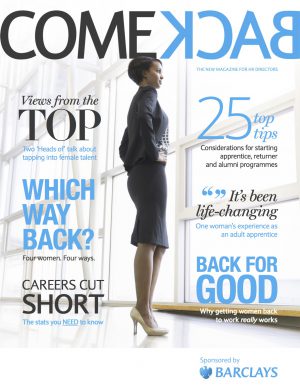 COMEBACK
THE NEW MAGAZINE FOR HR DIRECTORS
Views from the
TOP
Two 'Heads of' talk about
tapping into female talent
25 top
tips
Considerations for starting
apprentice, returner
and alumni programmes
WHICH
WAY
BACK?
Four women. Four ways.
“” It's been
life-changing
One woman's experience as
an adult apprentice
CAREERS CUT
SHORT
The stats you NEED to know
BACK FOR
GOOD
Why getting women back
to work really works
Sponsored by
BARCLAYS